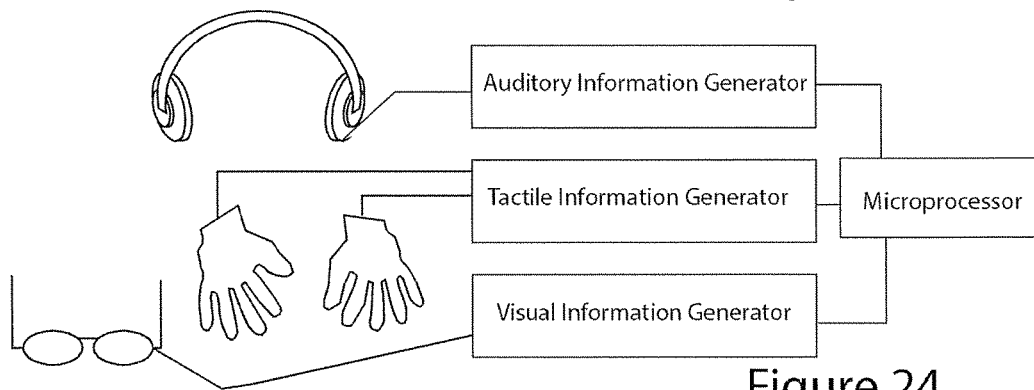 Auditory Information Generator
Tactile Information Generator
Microprocessor
Visual Information Generator
Figure 24